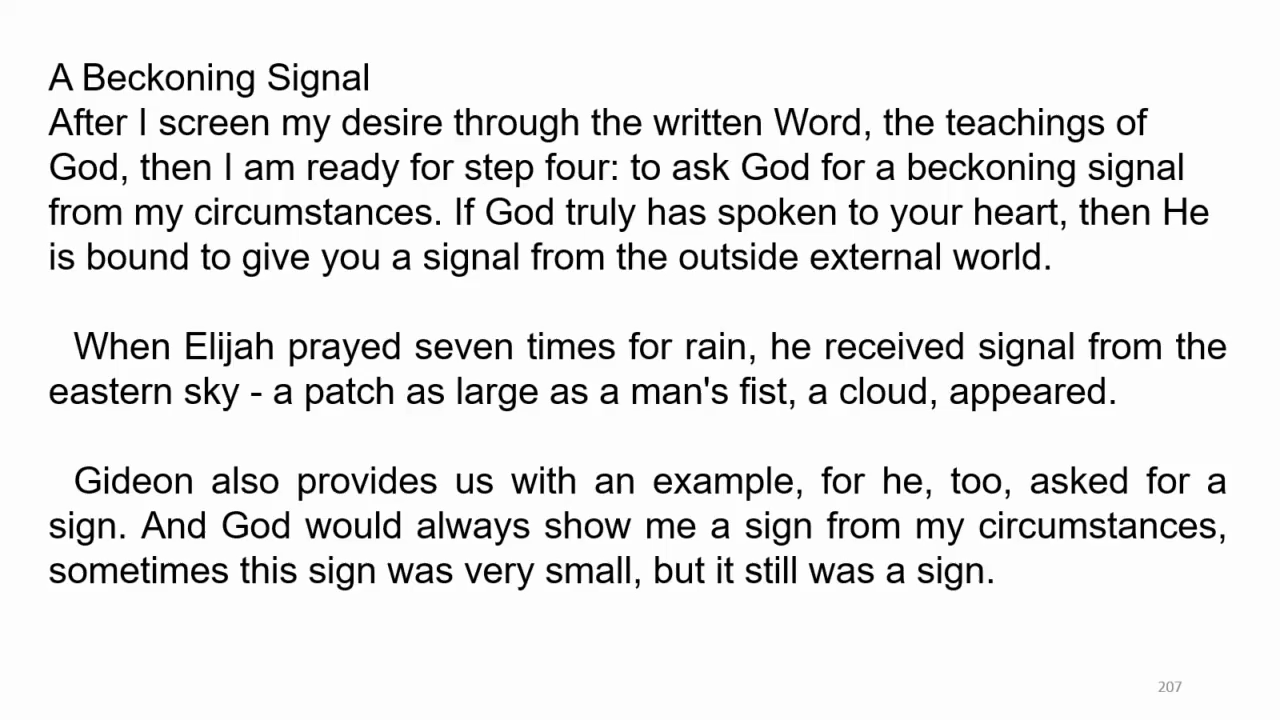 A Beckoning Signal
After I screen my desire through the written Word, the teachings of
God, then I am ready for step four: to ask God for a beckoning signal
from my circumstances. If God truly has spoken to your heart, then He
is bound to give you a signal from the outside external world.
When Elijah prayed seven times for rain, he received signal from the
eastern sky - a patch as large as a man's fist, a cloud, appeared.
Gideon also provides us with an example, for he, too, asked for a
sign. And God would always show me a sign from my circumstances,
sometimes this sign was very small, but it still was a sign.
207